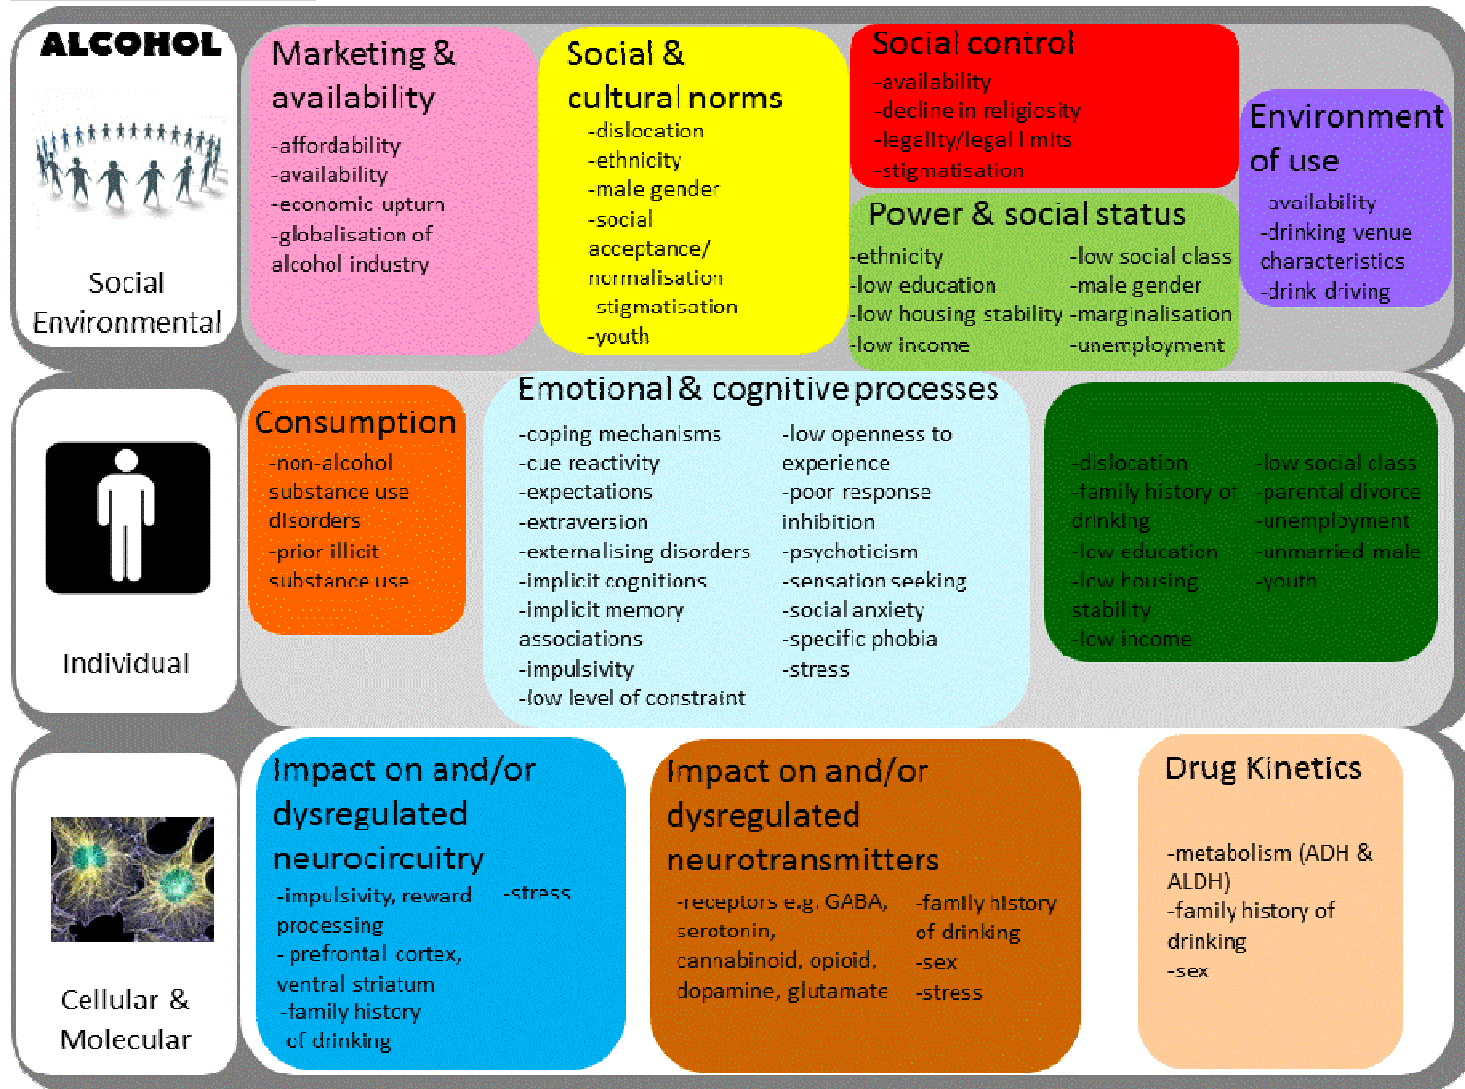 ALCOHOL
Social
Environmental
Marketing &
availability
-affordability
-availability
-economic upturn
-globalisation of
alcohol industry
Social &
cultural norms
-dislocation
-ethnicity
-male gender
-social
acceptance/
normalisation
stigmatisation
-youth
Social control
-availability
-decline in religiosity
-legality/legal limits
-stigmatisation
Power & social status
-ethnicity
-low education
-low housing stability
-low income
-low social class
-male gender
-marginalisation
-unemployment
Environment
of use
availability
-drinking venue
characteristics
-drink driving
Individual
Consumption
-non-alcohol
substance use
disorders
-prior illicit
substance use
Emotional & cognitive processes
-coping mechanisms
-cue reactivity
-expectations
-extraversion
-externalising disorders
-implicit cognitions
-implicit memory
associations
-impulsivity
-low level of constraint
-low openness to
experience
-poor response
inhibition
-psychoticism
-sensation seeking
-social anxiety
-specific phobia
-stress
-dislocation
-family history of
drinking
-low education
-low housing
stability
-low income
-low social class
-parental divorce
-unemployment
-unmarried male
-youth
Cellular &
Molecular
Impact on and/or
dysregulated
neurocircuitry
-impulsivity, reward
processing
- prefrontal cortex,
ventral striatum
-family history
of drinking
-stress
Impact on and/or
dysregulated
neurotransmitters
-receptors e.g. GABA,
serotonin,
cannabinoid, opioid,
dopamine, glutamate
-family history
of drinking
-sex
-stress
Drug Kinetics
-metabolism (ADH &
ALDH)
-family history of
drinking
-sex